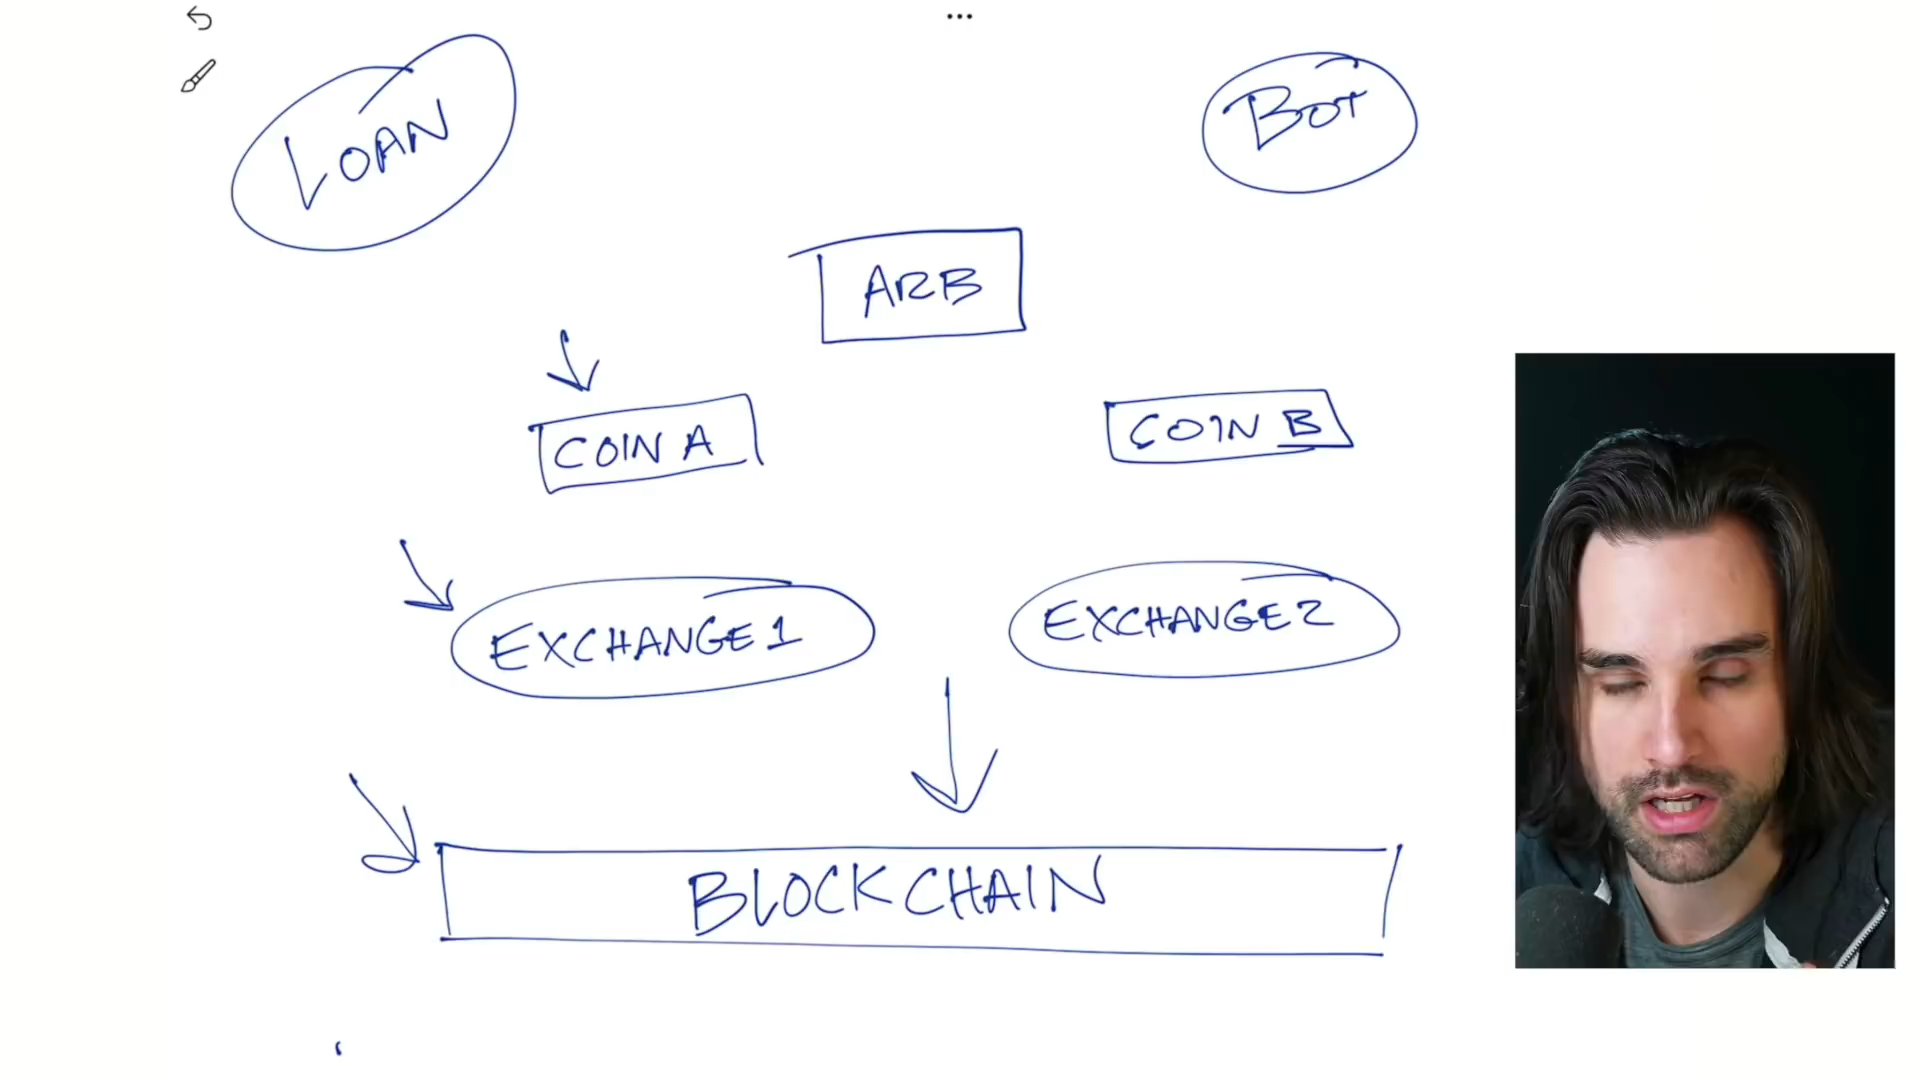 LOAN
BOT
ARB
COIN A
COIN B
EXCHANGE 1
EXCHANGE 2
BLOCKCHAIN